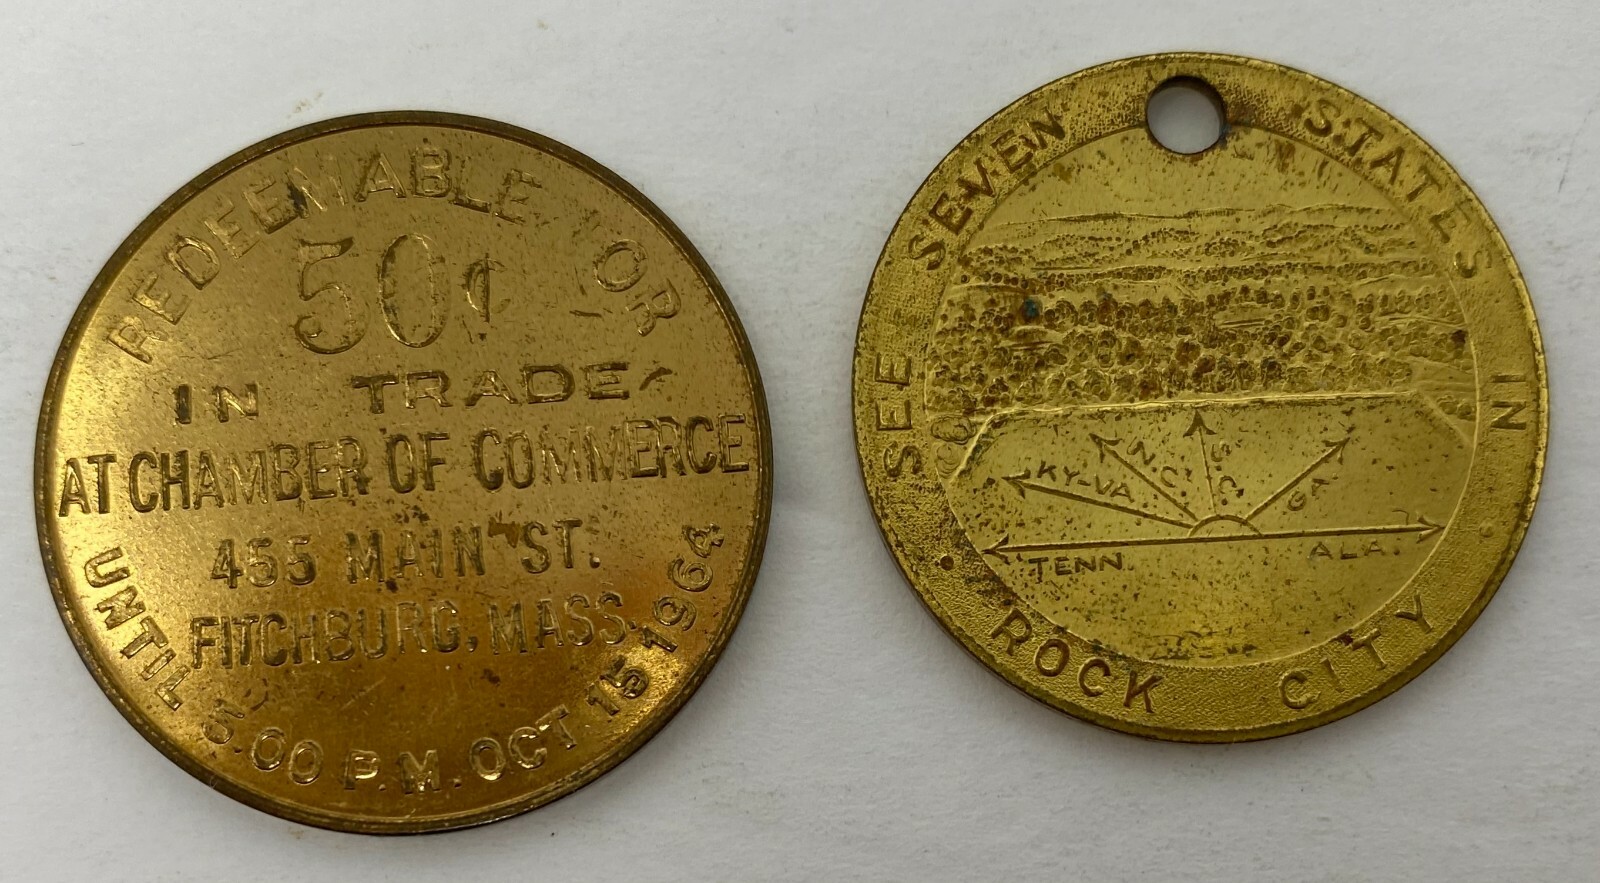 REDEEMABLE FOR
50¢
IN TRADE
AT CHAMBER OF COMMERCE
455 MAIN ST.
FITCHBURG, MASS.
UNTIL 5:00 P.M. OCT. 15 1964
SEE SEVEN STATES IN
KY-VA
N.C.
S.C.
GA.
TENN.
ALA.
ROCK CITY